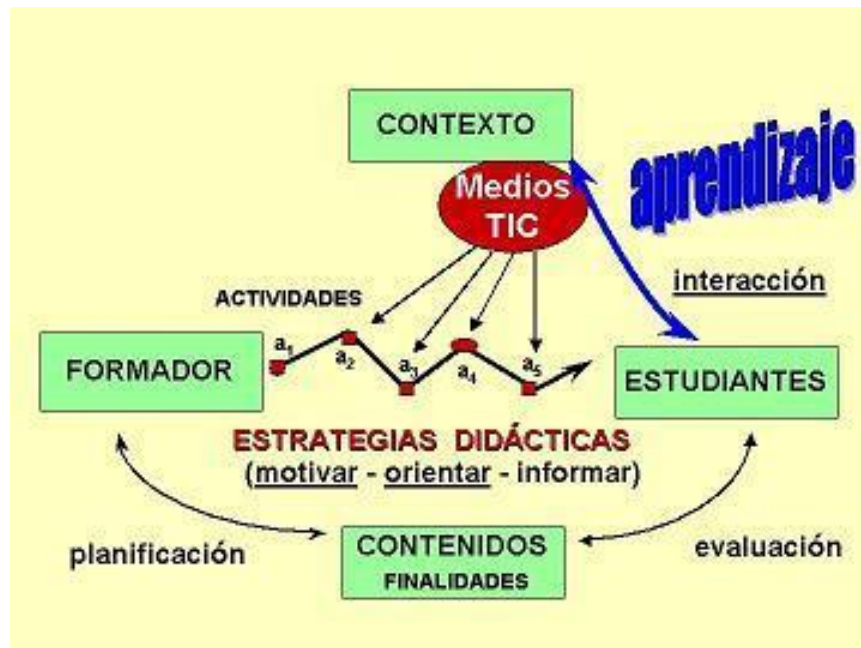 CONTEXTO
Medios
TIC
aprendizaje
interacción
ACTIVIDADES
a1
a2
a3
a4
a5
FORMADOR
ESTUDIANTES
ESTRATEGIAS DIDÁCTICAS
(motivar - orientar - informar)
planificación
CONTENIDOS
FINALIDADES
evaluación